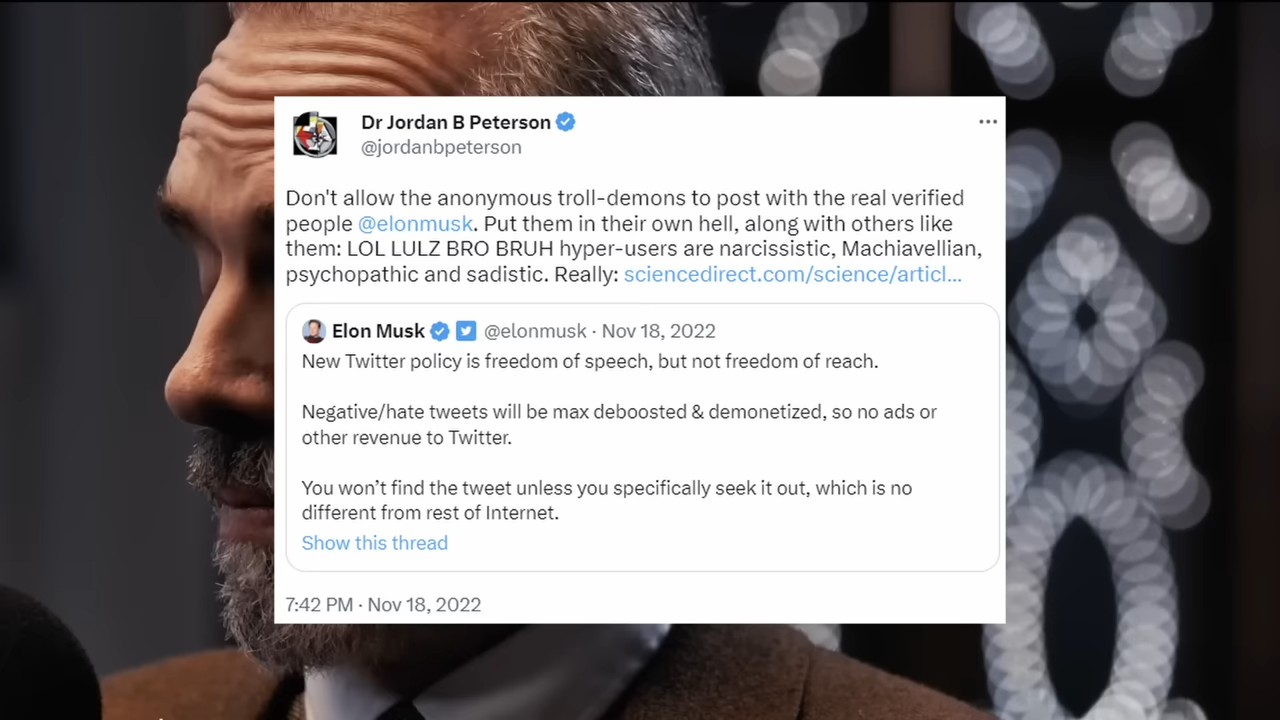 Dr Jordan B Peterson
@jordanbpeterson
Don't allow the anonymous troll-demons to post with the real verified
people @elonmusk. Put them in their own hell, along with others like
them: LOL LULZ BRO BRUH hyper-users are narcissistic, Machiavellian,
psychopathic and sadistic. Really: sciencedirect.com/science/articl...
Elon Musk @elonmusk · Nov 18, 2022
New Twitter policy is freedom of speech, but not freedom of reach.
Negative/hate tweets will be max deboosted & demonetized, so no ads or
other revenue to Twitter.
You won’t find the tweet unless you specifically seek it out, which is no
different from rest of Internet.
Show this thread
7:42 PM · Nov 18, 2022